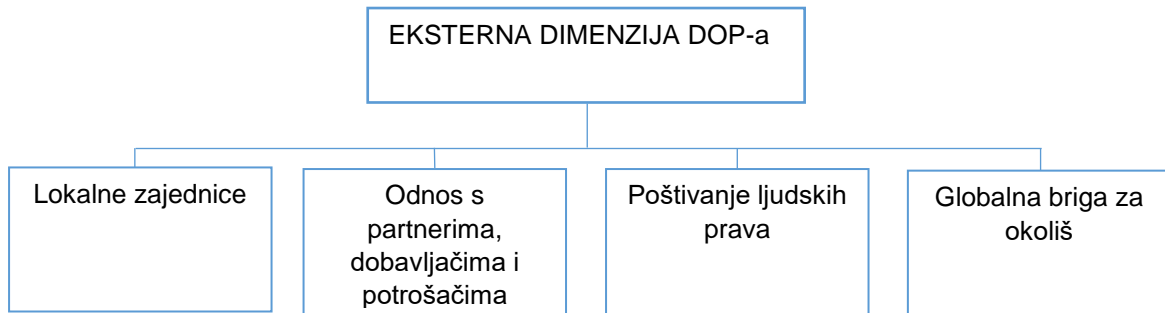 EKSTERNA DIMENZIJA DOP-a
Lokalne zajednice
Odnos s
partnerima,
dobavljačima i
potrošačima
Poštivanje ljudskih
prava
Globalna briga za
okoliš